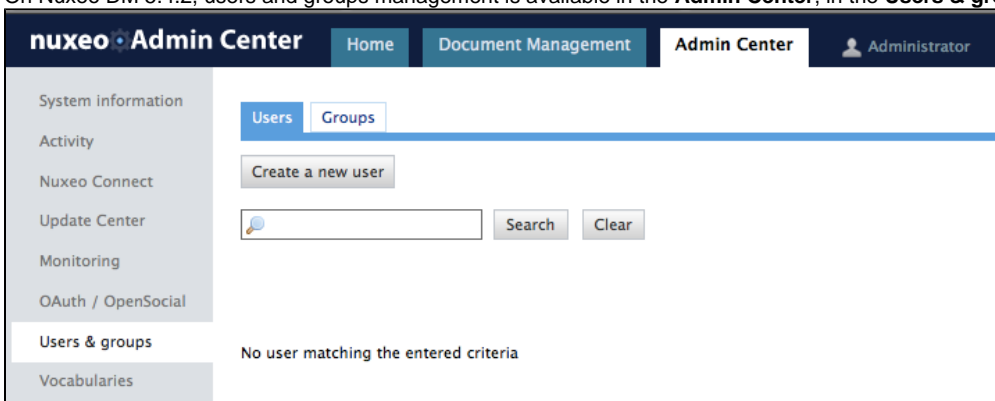 nuxeo Admin Center Home Document Management Admin Center Administrator
System information
Users Groups
Activity
Create a new user
Nuxeo Connect
Update Center
Search Clear
Monitoring
OAuth / OpenSocial
Users & groups
No user matching the entered criteria
Vocabularies